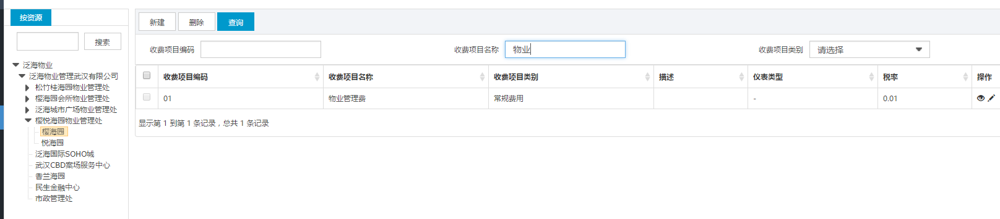 按资源
搜索
泛海物业
泛海物业管理武汉有限公司
松竹桂海园物业管理处
樱海园会所物业管理处
泛海城市广场物业管理处
樱悦海园物业管理处
樱海园
悦海园
泛海国际SOHO城
武汉CBD案场服务中心
香兰海园
民生金融中心
市政管理处
新建 删除 查询
收费项目编码 收费项目名称 物业 收费项目类别 请选择
收费项目编码 收费项目名称 收费项目类别 描述 仪表类型 税率 操作
01 物业管理费 常规费用 - 0.01
显示第 1 到第 1 条记录，总共 1 条记录